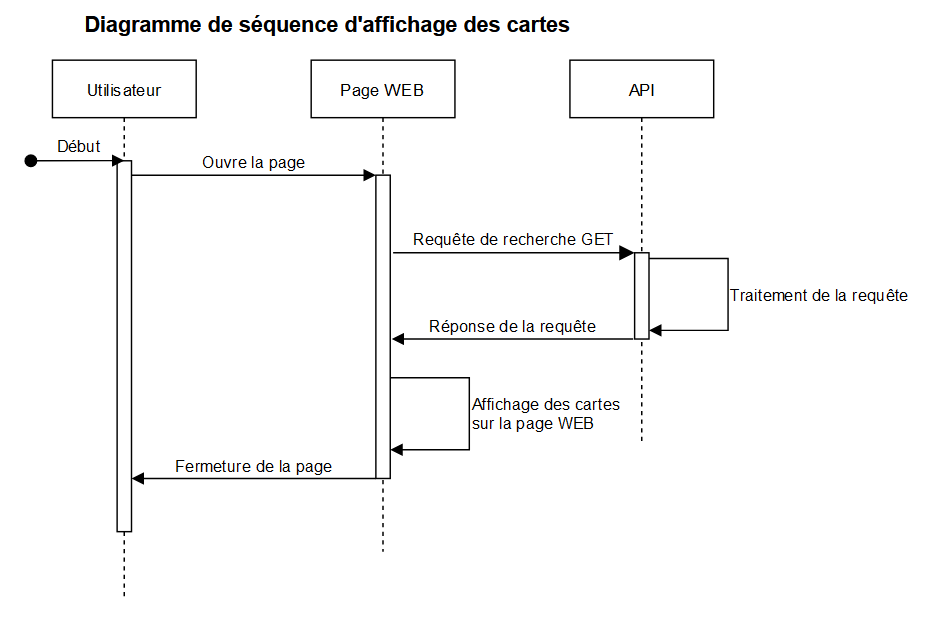 Diagramme de séquence d'affichage des cartes
Utilisateur
Page WEB
API
Début
Ouvre la page
Requête de recherche GET
Traitement de la requête
Réponse de la requête
Affichage des cartes
sur la page WEB
Fermeture de la page